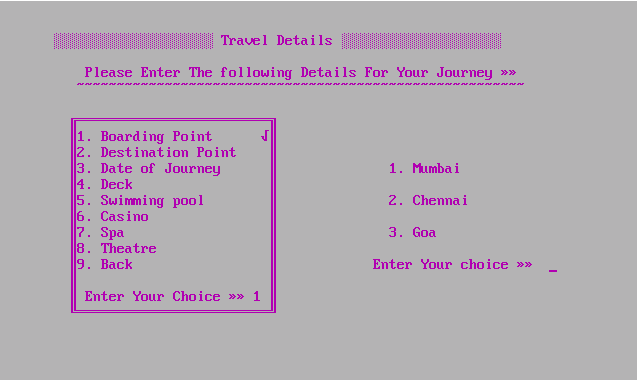 Travel Details
Please Enter The following Details For Your Journey »»
~~~~~~~~~~~~~~~~~~~~~~~~~~~~~~~~~~~~~~~~~~~~~~~~~~~~~~~~
1. Boarding Point √
2. Destination Point
3. Date of Journey
4. Deck
5. Swimming pool
6. Casino
7. Spa
8. Theatre
9. Back
Enter Your Choice »» 1
1. Mumbai
2. Chennai
3. Goa
Enter Your choice »» _